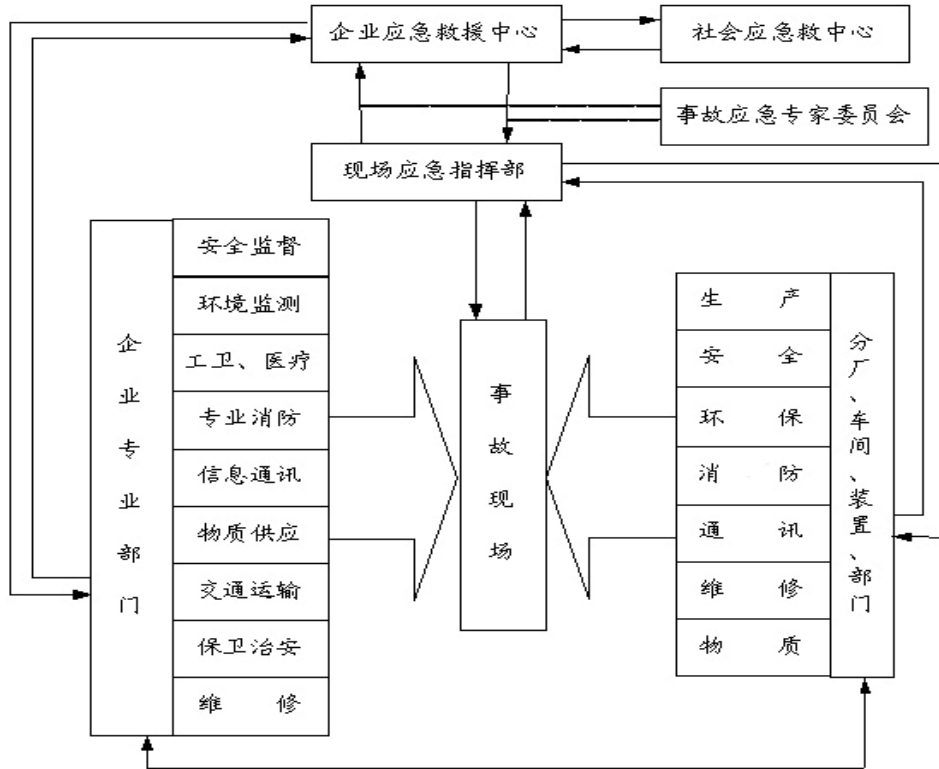 企业应急救援中心
社会应急救中心
事故应急专家委员会
现场应急指挥部
企业专业部门
安全监督
环境监测
工卫、医疗
专业消防
信息通讯
物质供应
交通运输
保卫治安
维修
事故现场
生产
安全
环保
消防
通讯
维修
物质
分厂、车间、装置、部门